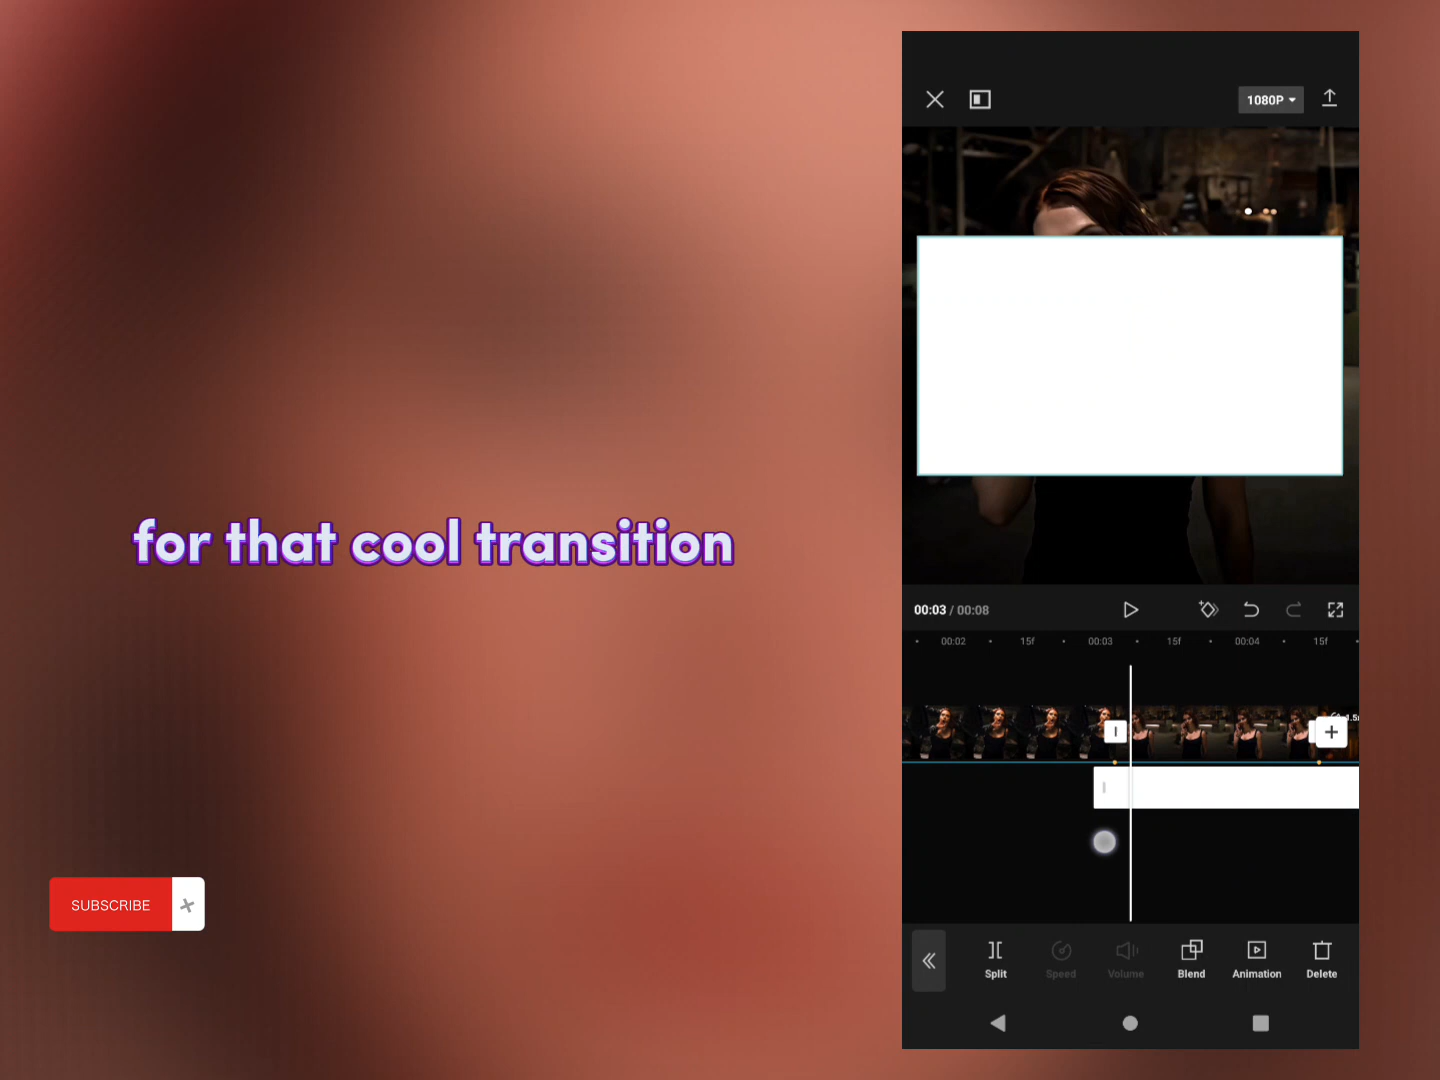 1080P
for that cool transition
00:03 / 00:08
00:02 15f 00:03 15f 00:04 15f
SUBSCRIBE
Split Speed Volume Blend Animation Delete